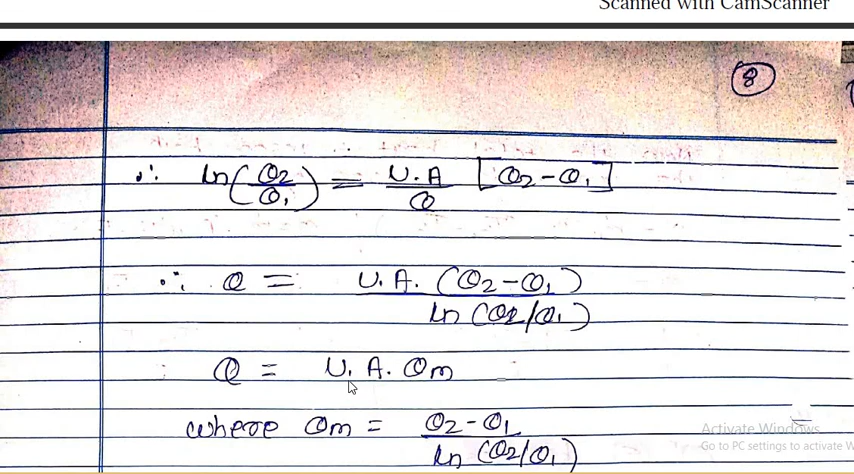 Scanned with CamScanner
8
∴ ln(θ2/θ1) = U.A/Q [θ2-θ1]
∴ Q = U.A.(θ2-θ1)/ln(θ2/θ1)
Q = U.A.θm
where θm = θ2-θ1/ln(θ2/θ1)
Activate Windows
Go to PC settings to activate W